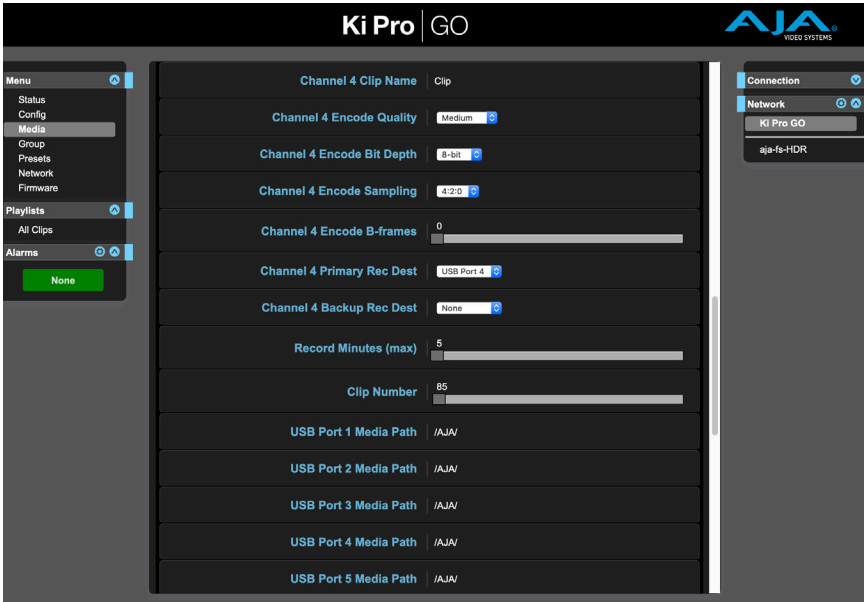 Ki Pro GO
AJA
VIDEO SYSTEMS
Menu
Status
Config
Media
Group
Presets
Network
Firmware
Playlists
All Clips
Alarms
None
Channel 4 Clip Name Clip
Channel 4 Encode Quality Medium
Channel 4 Encode Bit Depth 8-bit
Channel 4 Encode Sampling 4:2:0
Channel 4 Encode B-frames 0
Channel 4 Primary Rec Dest USB Port 4
Channel 4 Backup Rec Dest None
Record Minutes (max) 5
Clip Number 85
USB Port 1 Media Path /AJA/
USB Port 2 Media Path /AJA/
USB Port 3 Media Path /AJA/
USB Port 4 Media Path /AJA/
USB Port 5 Media Path /AJA/
Connection
Network
Ki Pro GO
aja-fs-HDR